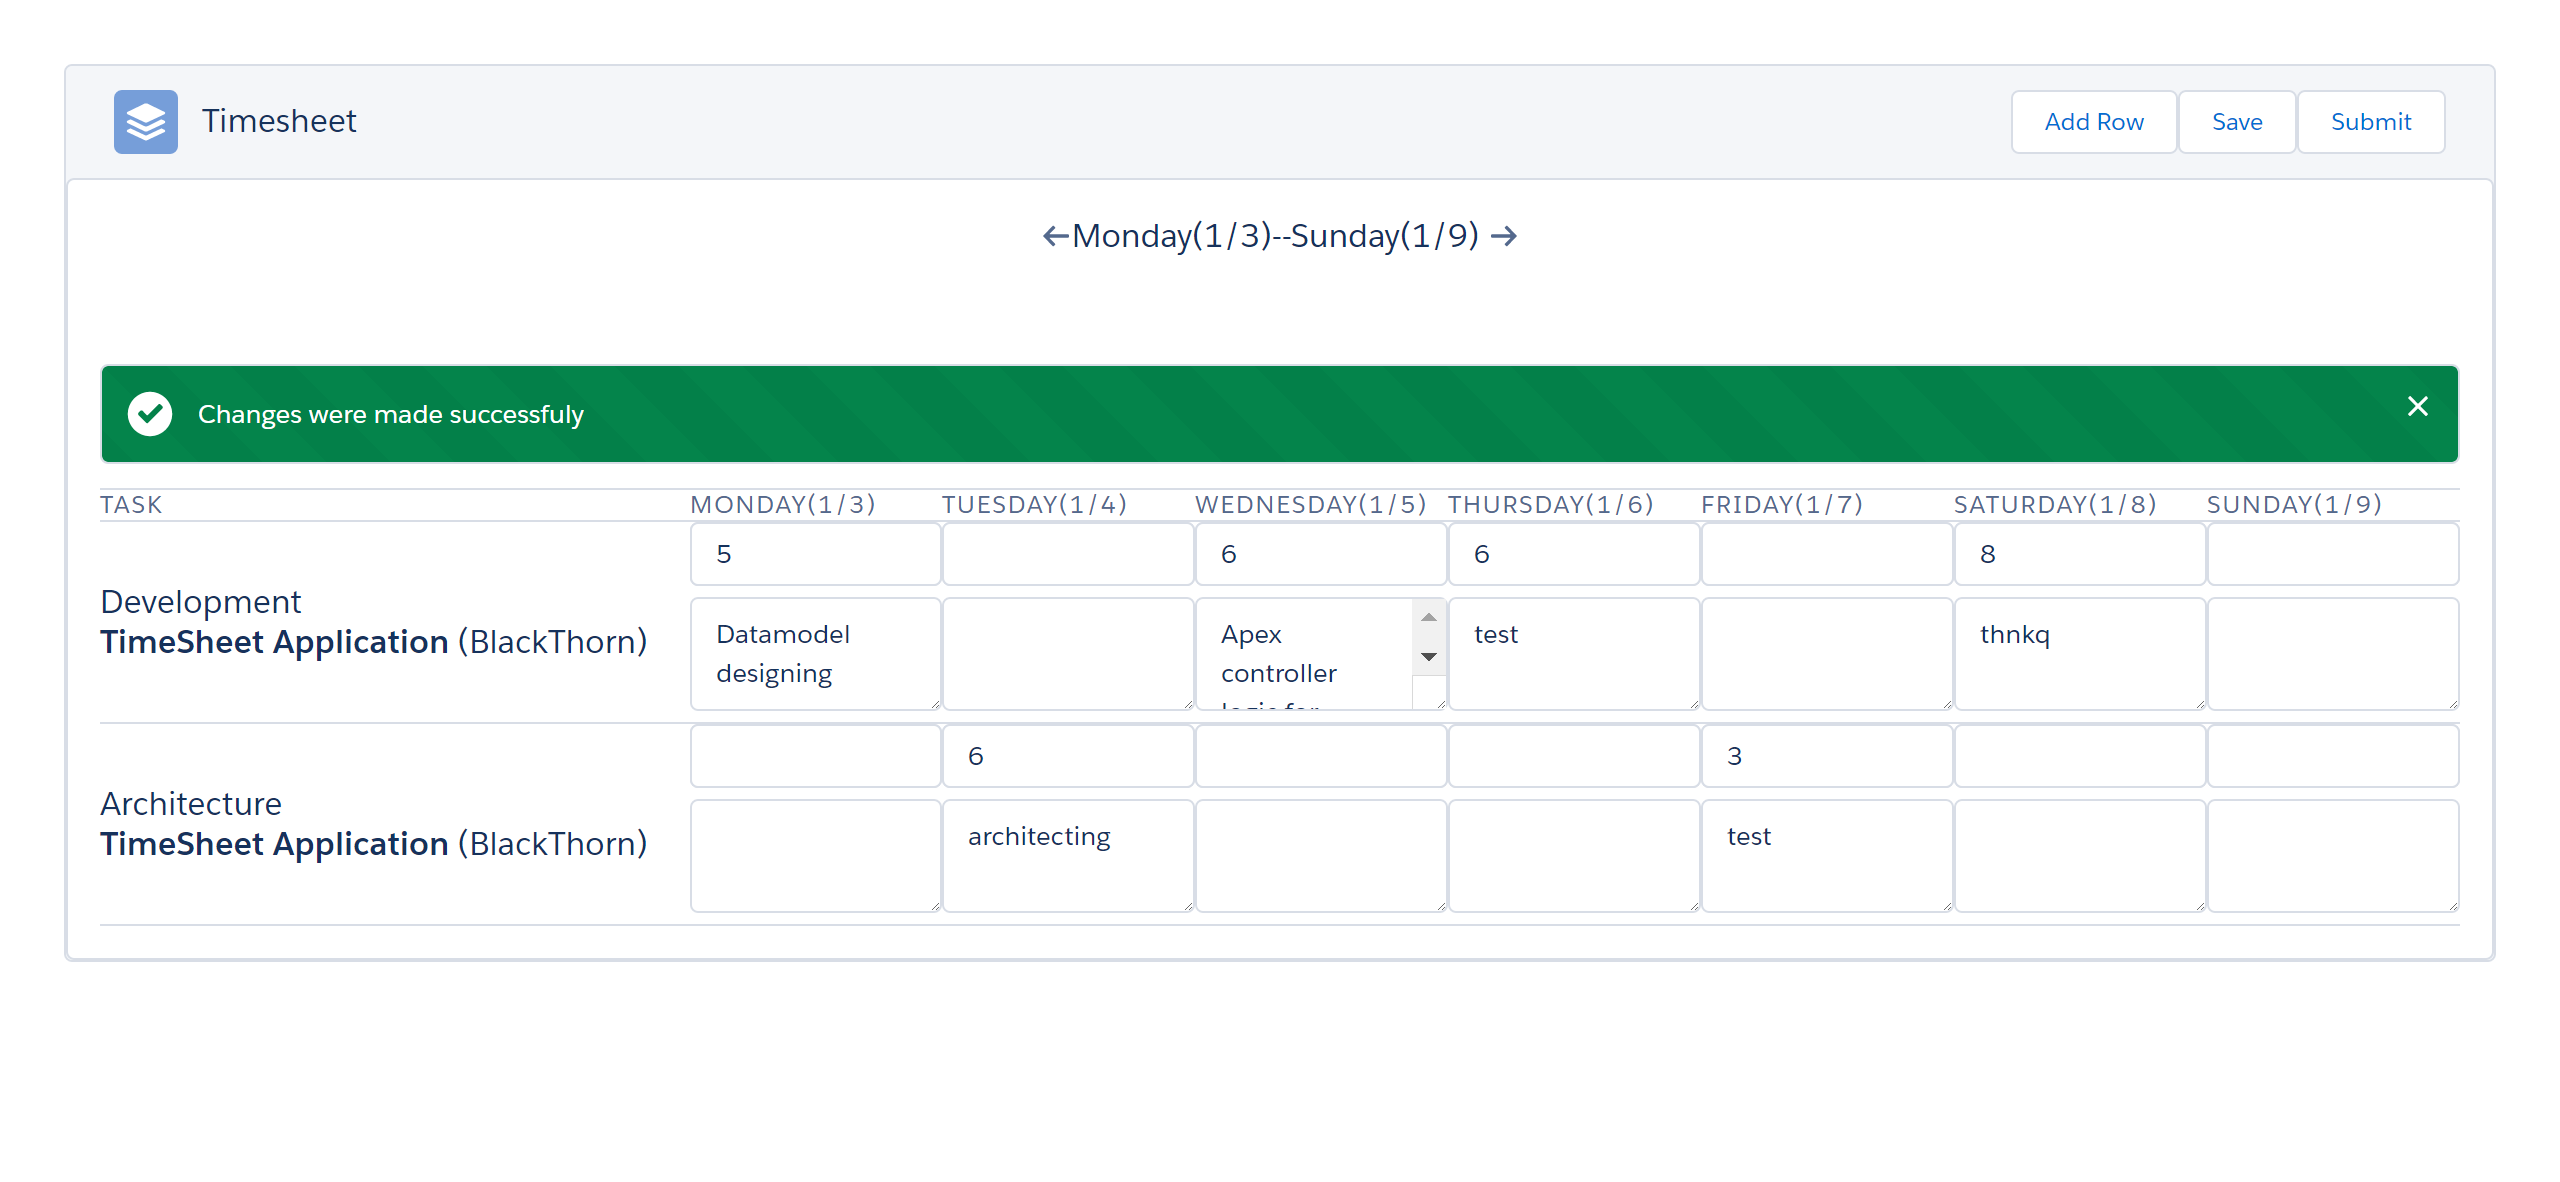 Timesheet
Add Row Save Submit
Monday(1/3)--Sunday(1/9)
Changes were made successfuly
TASK MONDAY(1/3) TUESDAY(1/4) WEDNESDAY(1/5) THURSDAY(1/6) FRIDAY(1/7) SATURDAY(1/8) SUNDAY(1/9)
5 6 6 8
Development
TimeSheet Application (BlackThorn)
Datamodel
designing
Apex
controller
logic for
test
thnkq
6 3
Architecture
TimeSheet Application (BlackThorn)
architecting
test